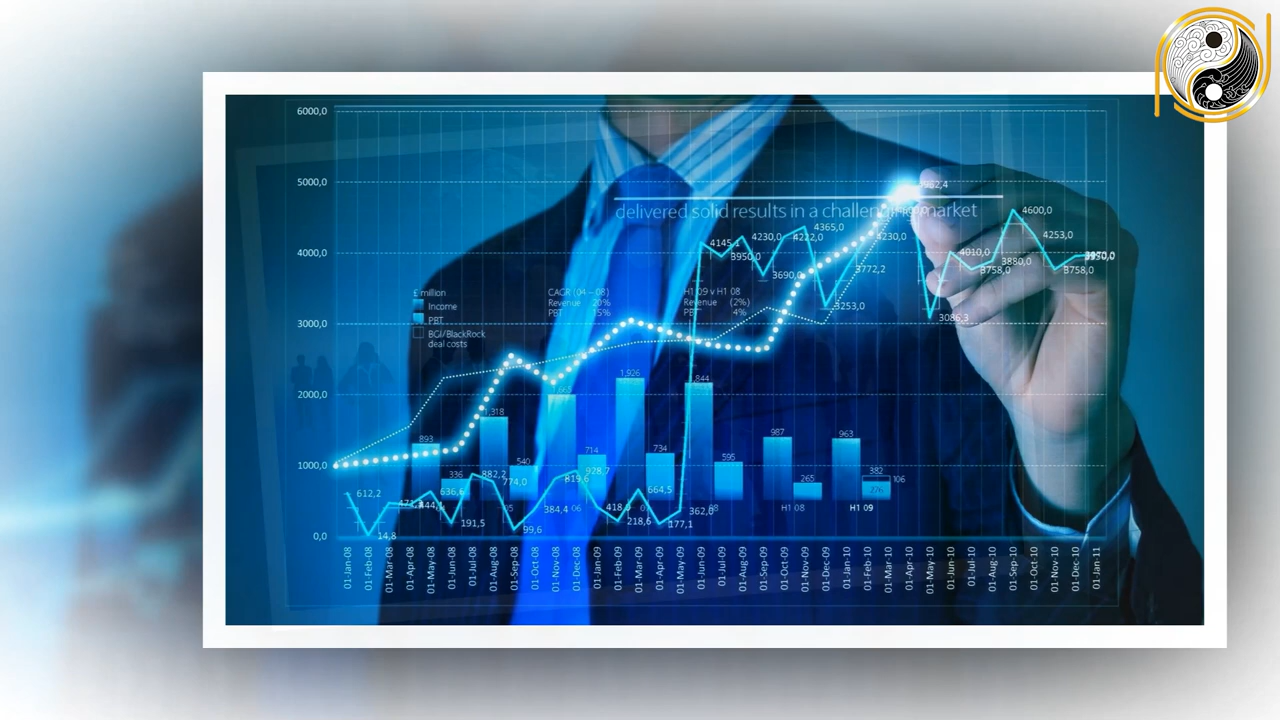 6000,0
5000,0
4000,0
3000,0
2000,0
1000,0
0,0
delivered solid results in a challenging market
£ million
Income
PBT
BGI/BlackRock
deal costs
CAGR (04 – 08)
Revenue 20%
PBT 15%
H1 09 v H1 08
Revenue (2%)
PBT 4%
4145,1
3950,0
4230,0
3690,0
4222,0
4365,0
3253,0
3772,2
4230,0
4982,4
3086,3
4010,0
3758,0
3880,0
4600,0
4253,0
3758,0
893
336
1,318
540
714
1,926
734
1,844
595
987
265
963
382
106
276
612,2
14,8
444,1
636,6
191,5
882,2
774,0
99,6
384,4
819,6
928,7
418,9
218,6
664,5
177,1
362,0
05
06
08
H1 08
H1 09
01-Jan-08
01-Feb-08
01-Mar-08
01-Apr-08
01-May-08
01-Jun-08
01-Jul-08
01-Aug-08
01-Sep-08
01-Oct-08
01-Nov-08
01-Dec-08
01-Jan-09
01-Feb-09
01-Mar-09
01-Apr-09
01-May-09
01-Jun-09
01-Jul-09
01-Aug-09
01-Sep-09
01-Oct-09
01-Nov-09
01-Dec-09
01-Jan-10
01-Feb-10
01-Mar-10
01-Apr-10
01-May-10
01-Jun-10
01-Jul-10
01-Aug-10
01-Sep-10
01-Oct-10
01-Nov-10
01-Dec-10
01-Jan-11